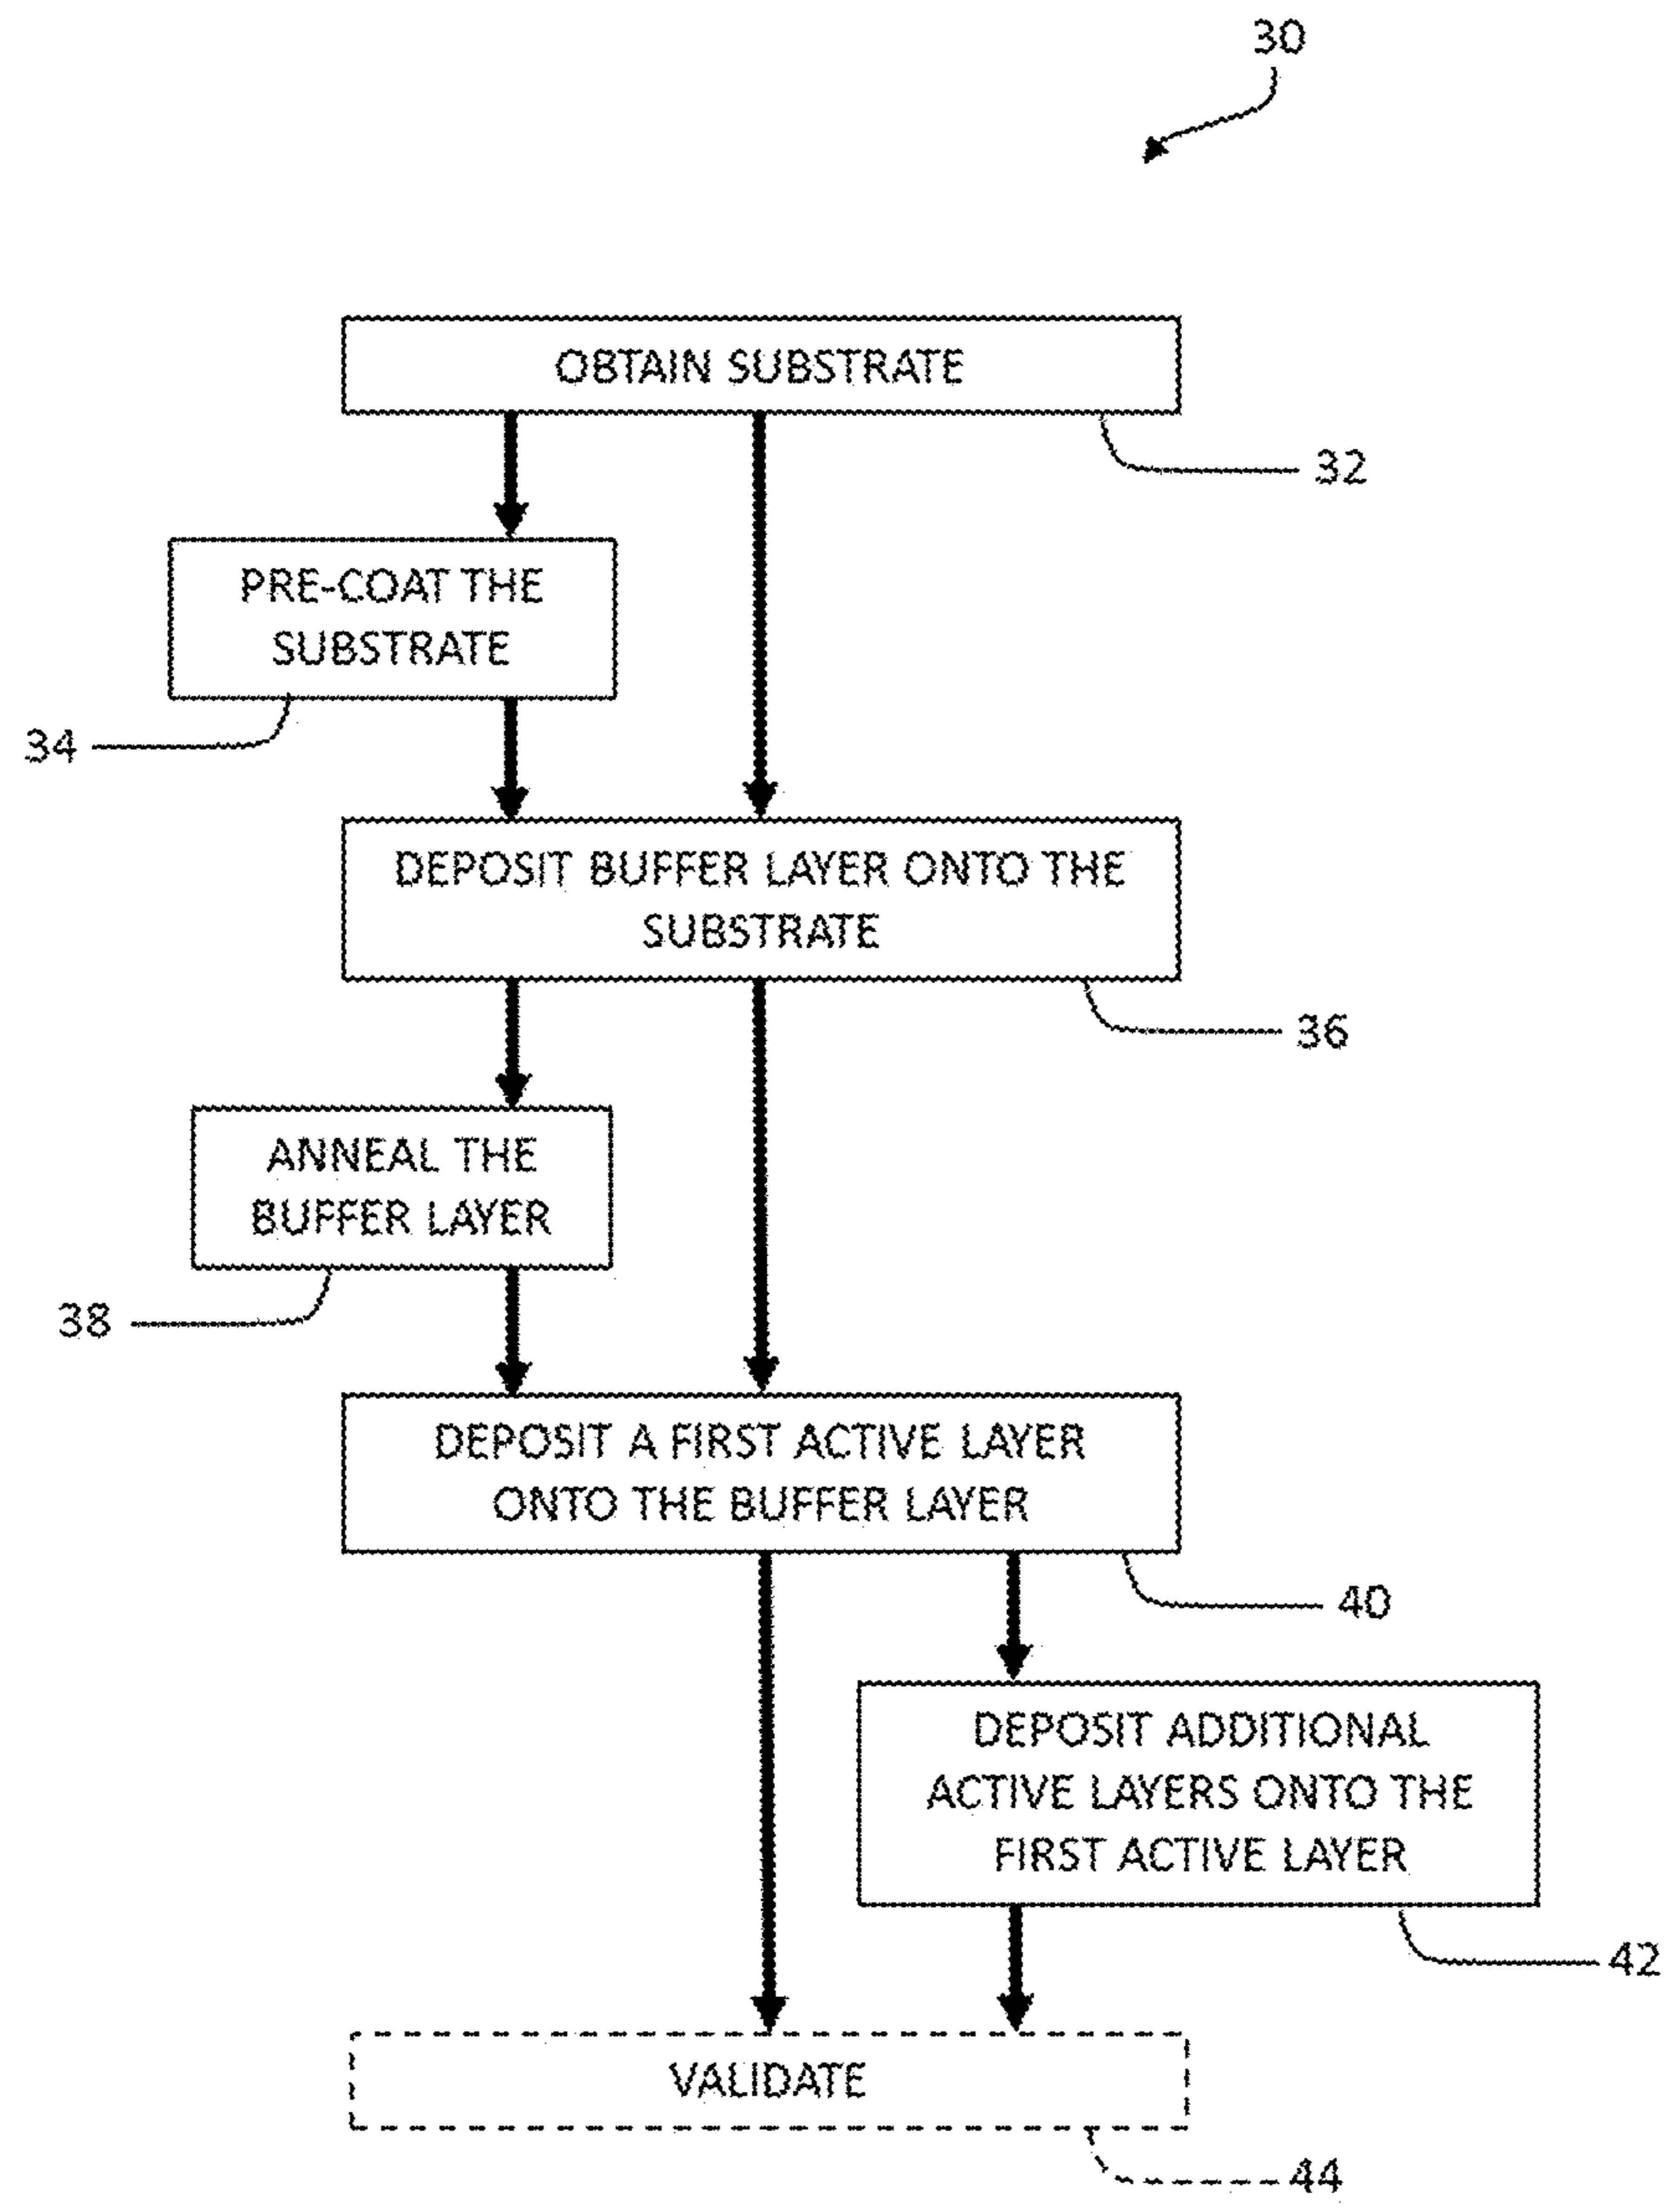 30
OBTAIN SUBSTRATE
32
PRE-COAT THE
SUBSTRATE
34
DEPOSIT BUFFER LAYER ONTO THE
SUBSTRATE
36
ANNEAL THE
BUFFER LAYER
38
DEPOSIT A FIRST ACTIVE LAYER
ONTO THE BUFFER LAYER
40
DEPOSIT ADDITIONAL
ACTIVE LAYERS ONTO THE
FIRST ACTIVE LAYER
42
VALIDATE
44